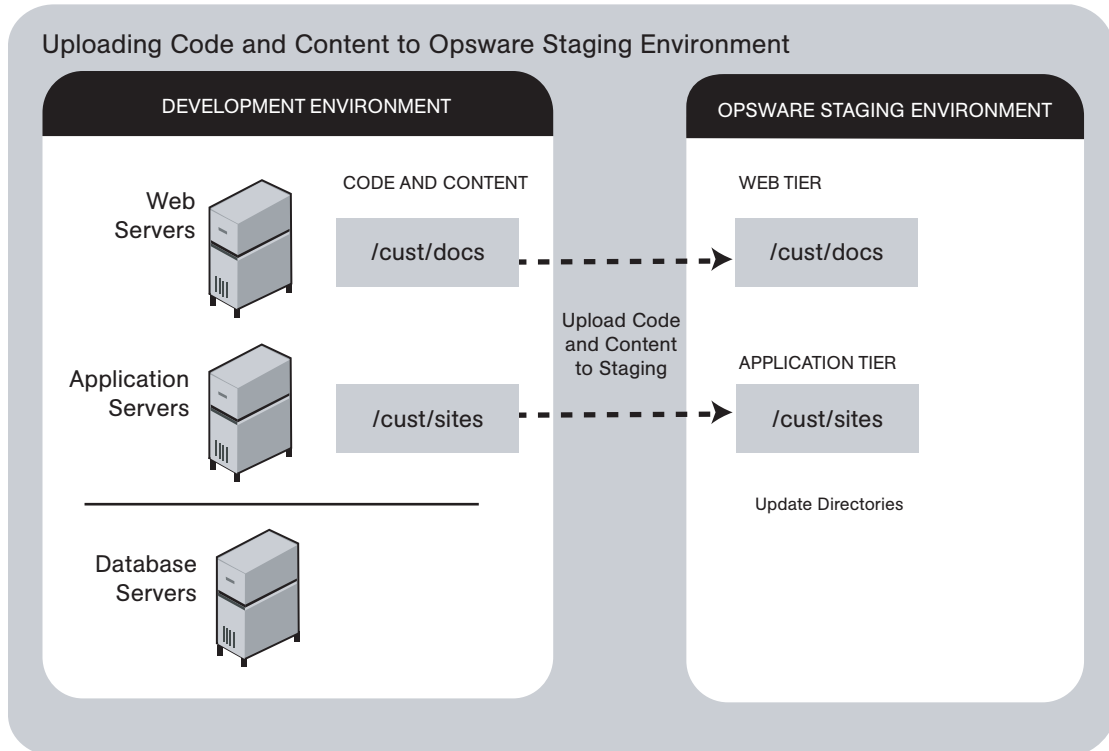 Uploading Code and Content to Opsware Staging Environment
DEVELOPMENT ENVIRONMENT
Web
Servers
CODE AND CONTENT
/cust/docs
Application
Servers
/cust/sites
Database
Servers
Upload Code
and Content
to Staging
OPSWARE STAGING ENVIRONMENT
WEB TIER
/cust/docs
APPLICATION TIER
/cust/sites
Update Directories